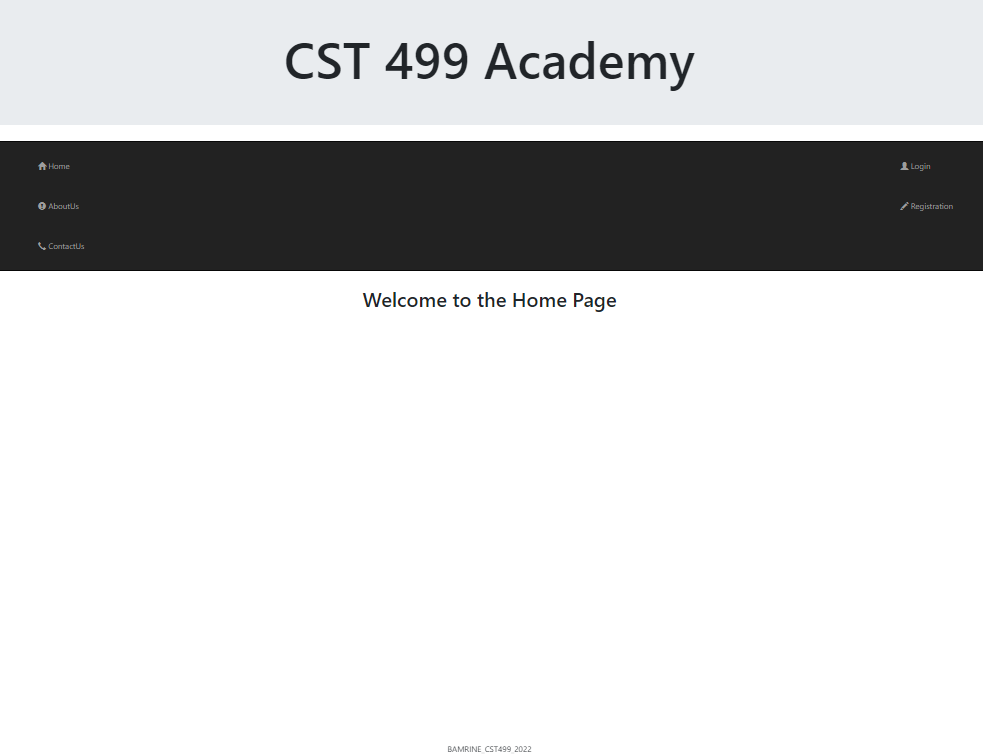 CST 499 Academy
Home
Login
AboutUs
Registration
ContactUs
Welcome to the Home Page
BAMRINE_CST499_2022